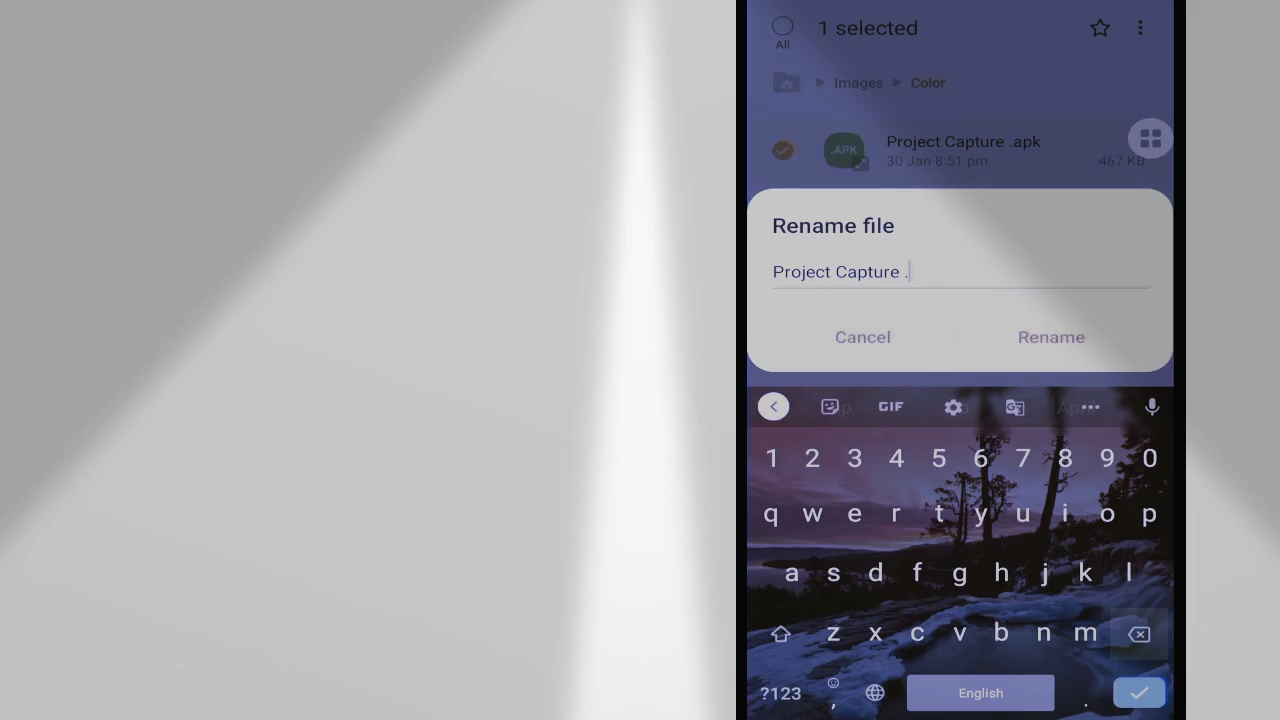 1 selected
All
Images Color
.APK
Project Capture .apk
30 Jan 8:51 pm 467 KB
Rename file
Project Capture .
Cancel Rename
GIF
1 2 3 4 5 6 7 8 9 0
q w e r t y u i o p
a s d f g h j k l
z x c v b n m
?123 , English .